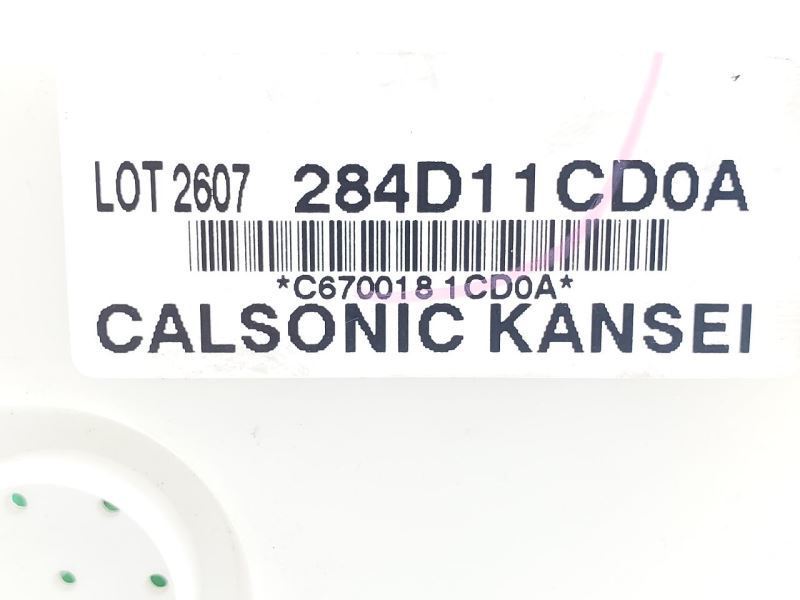 LOT 2607 284D11CD0A
*C670018 1CD0A*
CALSONIC KANSEI